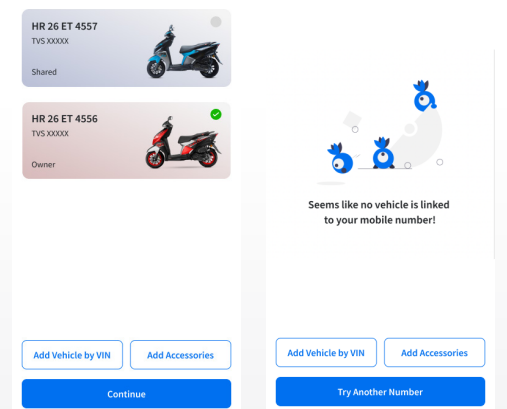 HR 26 ET 4557
TVS XXXXX
Shared
HR 26 ET 4556
TVS XXXXX
Owner
Add Vehicle by VIN
Add Accessories
Continue
Seems like no vehicle is linked
to your mobile number!
Add Vehicle by VIN
Add Accessories
Try Another Number